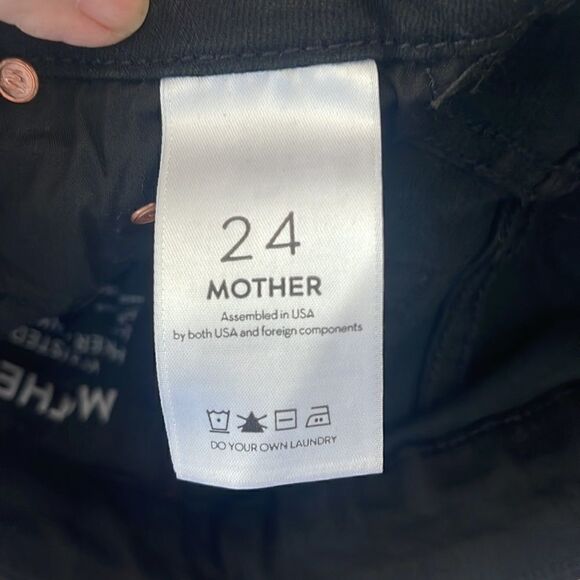 24
MOTHER
Assembled in USA
by both USA and foreign components
DO YOUR OWN LAUNDRY